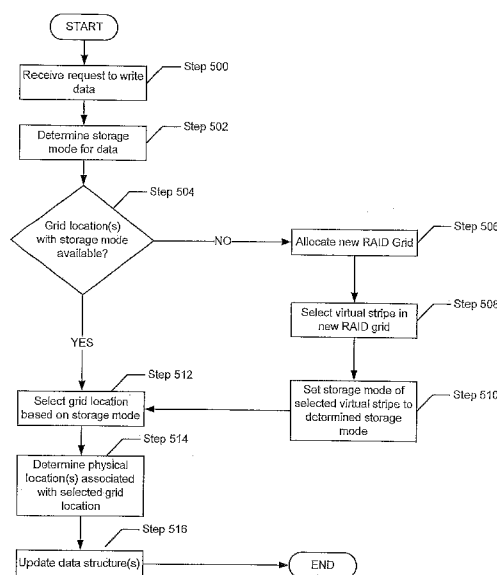 START
Receive request to write
data
Step 500
Determine storage
mode for data
Step 502
Step 504
Grid location(s)
with storage mode
available?
NO
Allocate new RAID Grid
Step 506
Select virtual stripe in
new RAID grid
Step 508
YES
Step 512
Set storage mode of
selected virtual stripe to
determined storage
mode
Step 510
Select grid location
based on storage mode
Step 514
Determine physical
location(s) associated
with selected grid
location
Step 516
Update data structure(s)
END